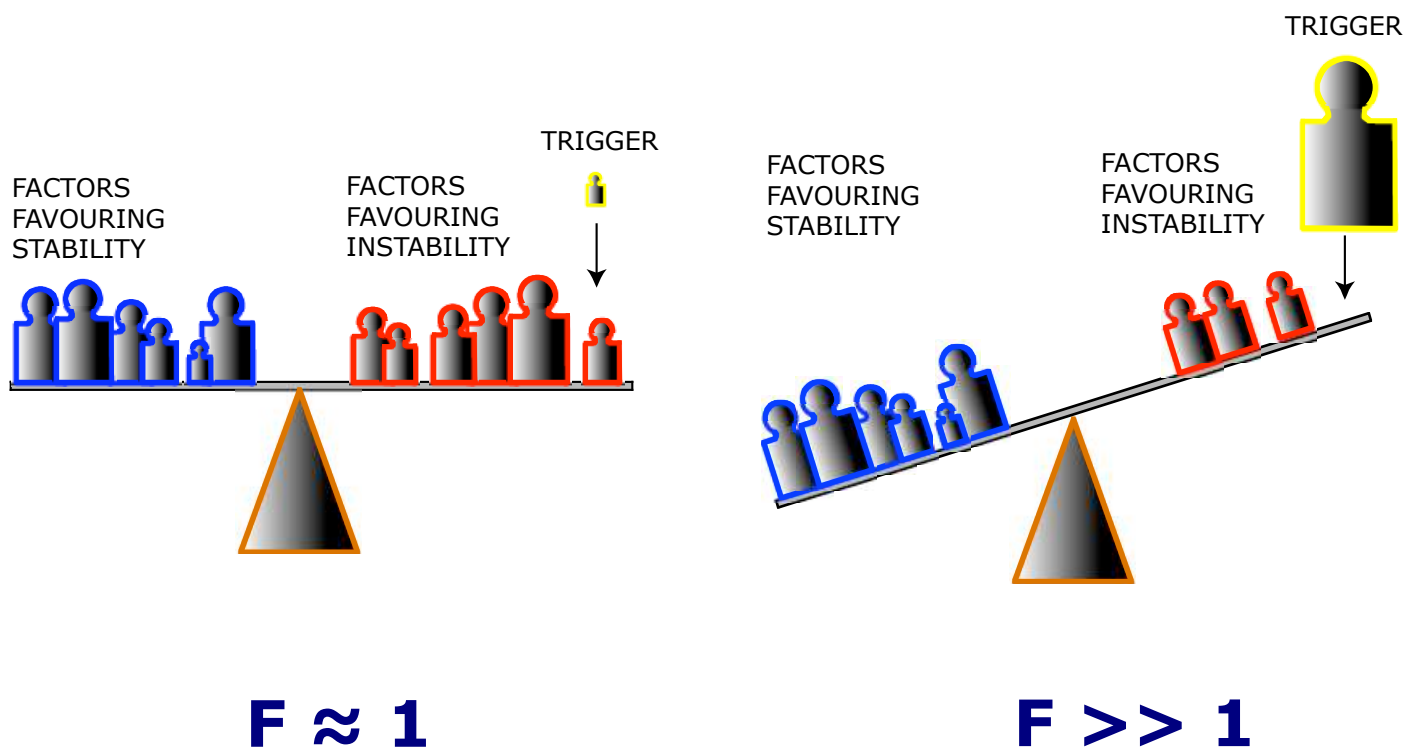 TRIGGER
FACTORS
FAVOURING
STABILITY
FACTORS
FAVOURING
INSTABILITY
F ≈ 1
TRIGGER
FACTORS
FAVOURING
STABILITY
FACTORS
FAVOURING
INSTABILITY
F >> 1